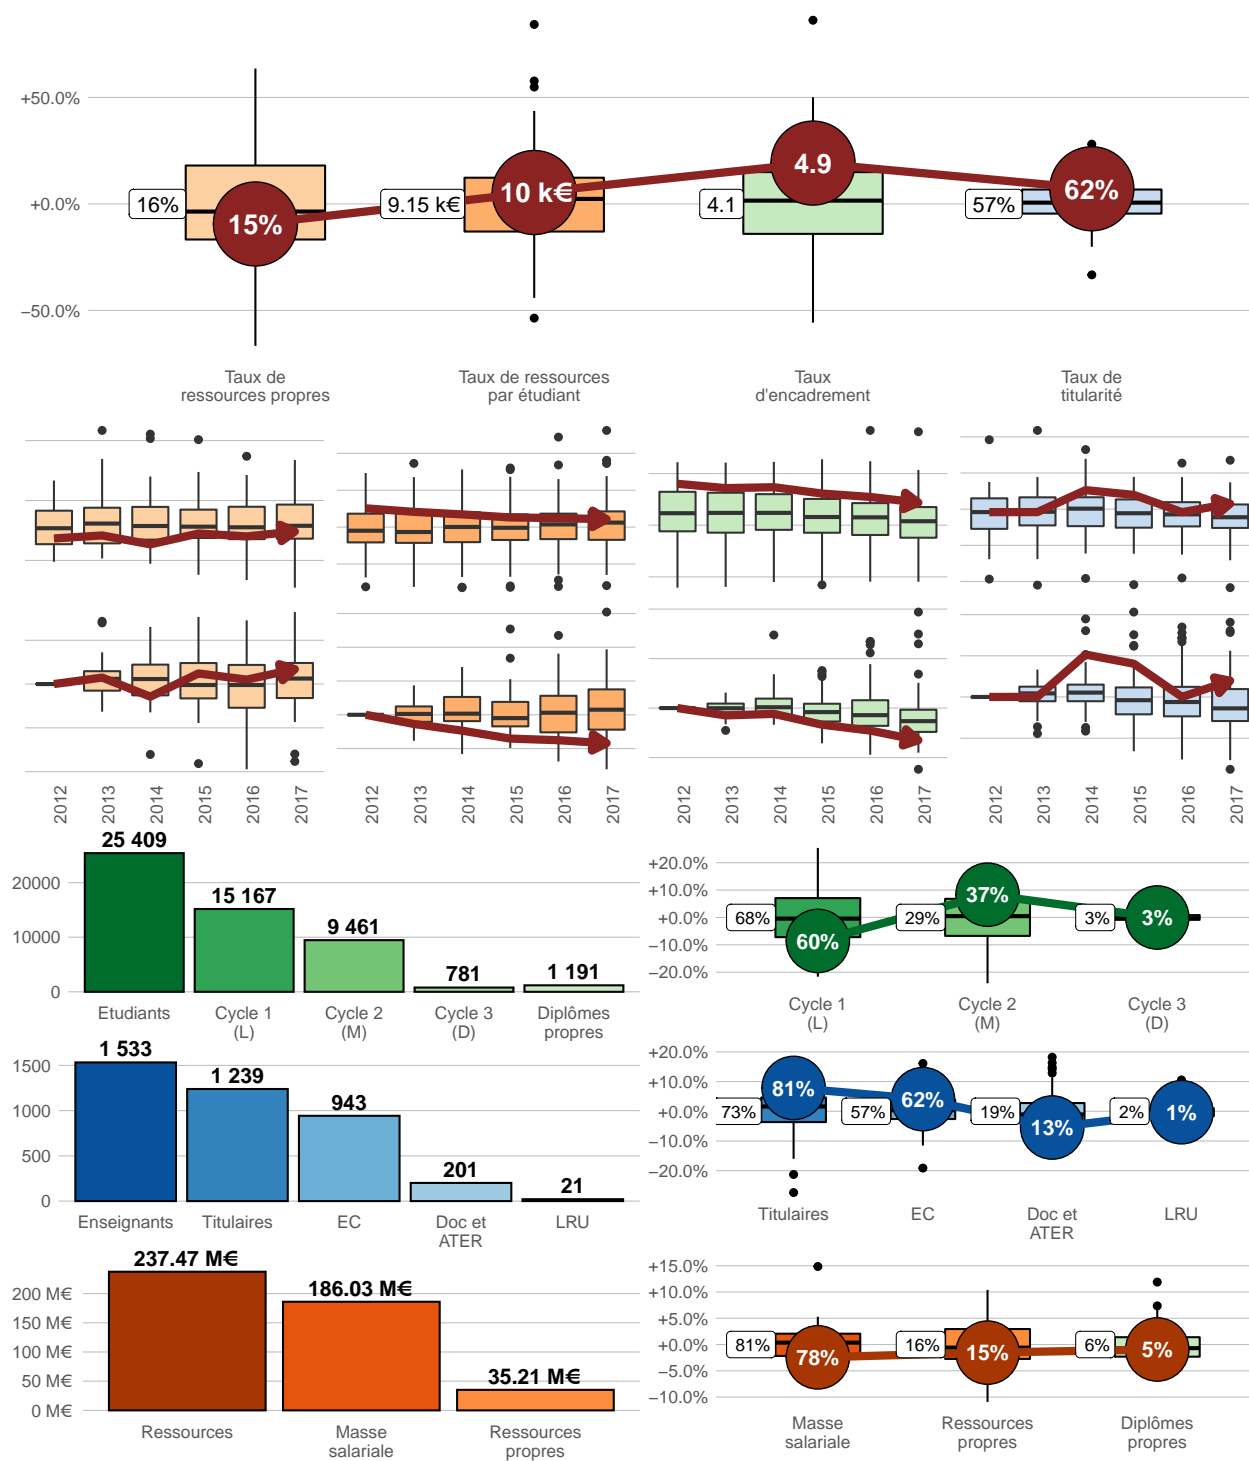 +50.0%
+0.0%
−50.0%
16%
15%
9.15 k€
10 k€
4.1
4.9
57%
62%
Taux de
ressources propres
Taux de ressources
par étudiant
Taux
d'encadrement
Taux de
titularité
2012
2013
2014
2015
2016
2017
2012
2013
2014
2015
2016
2017
2012
2013
2014
2015
2016
2017
2012
2013
2014
2015
2016
2017
25 409
15 167
9 461
781
1 191
20000
10000
0
Etudiants
Cycle 1
(L)
Cycle 2
(M)
Cycle 3
(D)
Diplômes
propres
+20.0%
+10.0%
+0.0%
−10.0%
−20.0%
68%
60%
29%
37%
3%
3%
Cycle 1
(L)
Cycle 2
(M)
Cycle 3
(D)
1 533
1 239
943
201
21
1500
1000
500
0
Enseignants
Titulaires
EC
Doc et
ATER
LRU
+20.0%
+10.0%
+0.0%
−10.0%
−20.0%
73%
81%
57%
62%
19%
13%
2%
1%
Titulaires
EC
Doc et
ATER
LRU
237.47 M€
186.03 M€
35.21 M€
200 M€
150 M€
100 M€
50 M€
0 M€
Ressources
Masse
salariale
Ressources
propres
+15.0%
+10.0%
+5.0%
+0.0%
−5.0%
−10.0%
81%
78%
16%
15%
6%
5%
Masse
salariale
Ressources
propres
Diplômes
propres